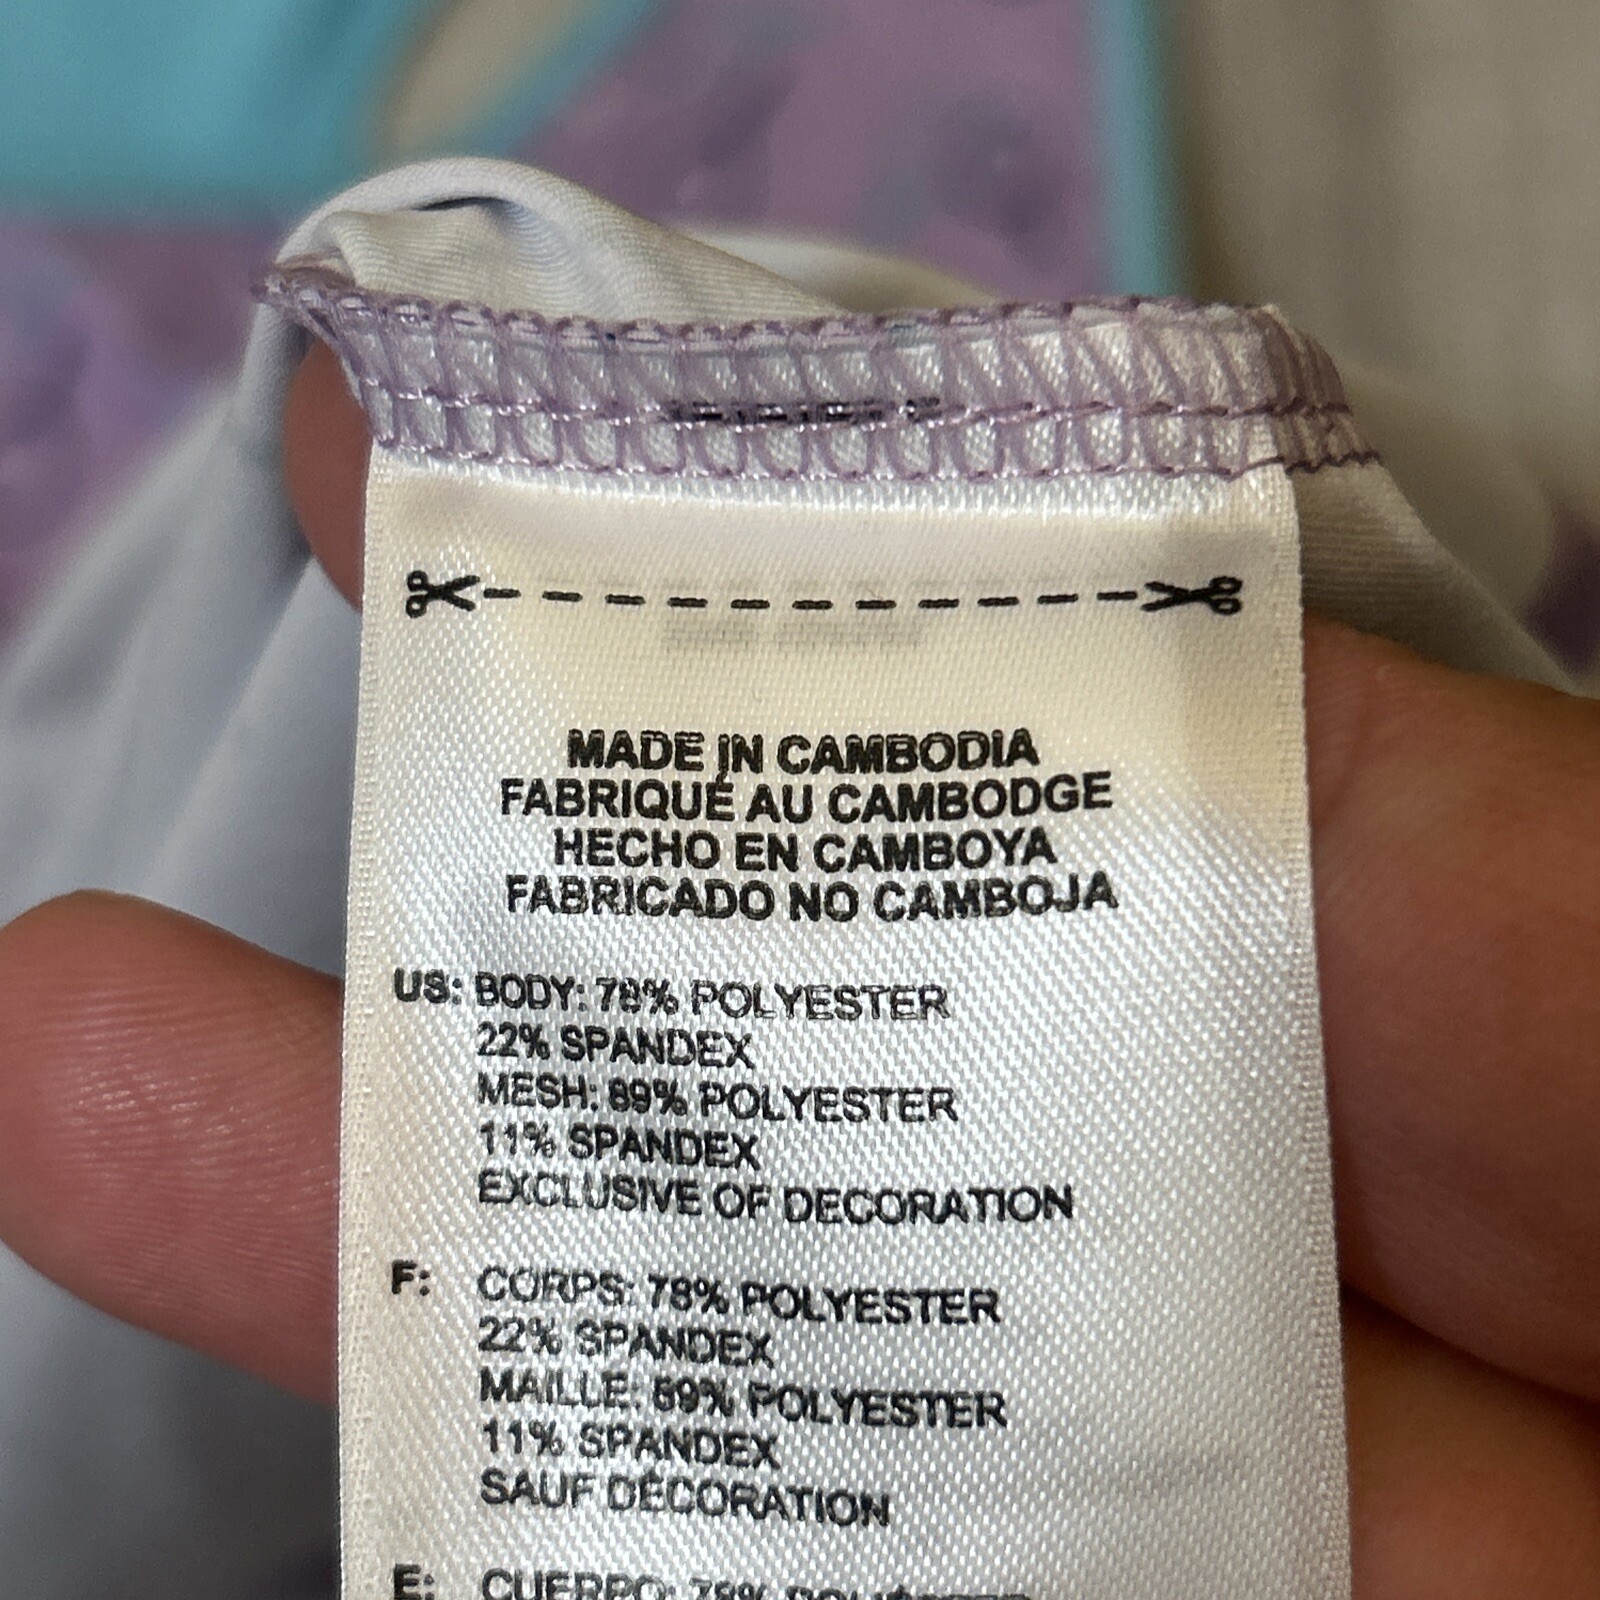 MADE IN CAMBODIA
FABRIQUÉ AU CAMBODGE
HECHO EN CAMBOYA
FABRICADO NO CAMBOJA
US: BODY: 78% POLYESTER
22% SPANDEX
MESH: 89% POLYESTER
11% SPANDEX
EXCLUSIVE OF DECORATION
F: CORPS: 78% POLYESTER
22% SPANDEX
MAILLE: 89% POLYESTER
11% SPANDEX
SAUF DÉCORATION
E: CUERPO: 78%